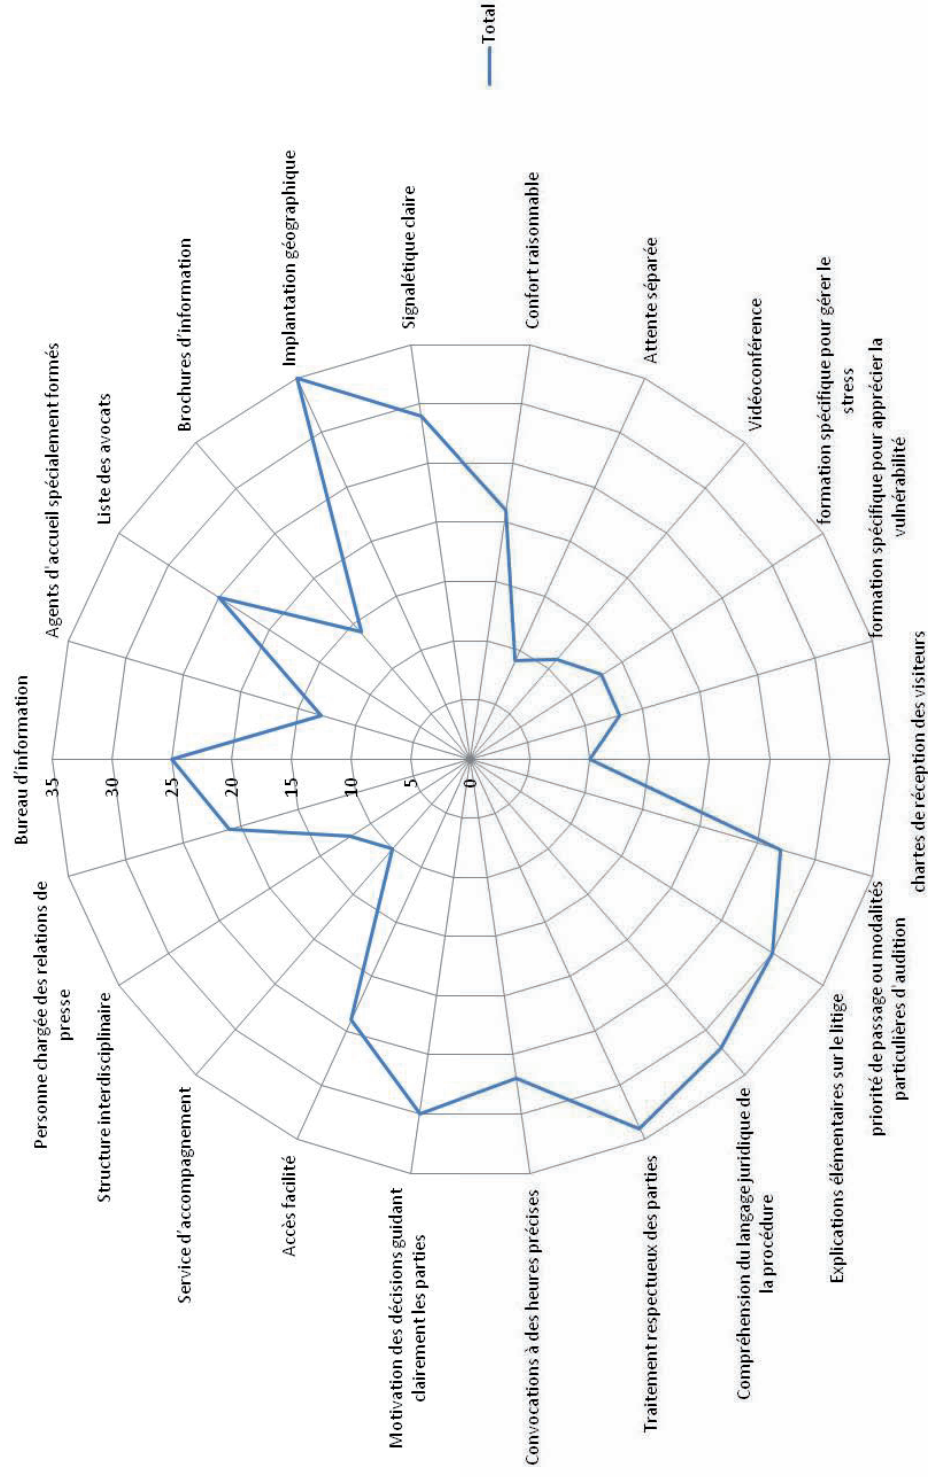 Bureau d'information
Agents d'accueil spécialement formés
Liste des avocats
Brochures d'information
Implantation géographique
Signalétique claire
Confort raisonnable
Attente séparée
Vidéoconférence
formation spécifique pour gérer le
stress
formation spécifique pour apprécier la
vulnérabilité
chartes de réception des visiteurs
priorité de passage ou modalités
particulières d'audition
Explications élémentaires sur le litige
Compréhension du langage juridique de
la procédure
Traitement respectueux des parties
Convocations à des heures précises
Motivation des décisions guidant
clairement les parties
Accès facilité
Service d'accompagnement
Structure interdisciplinaire
Personne chargée des relations de
presse
35
30
25
20
15
10
5
0
Total